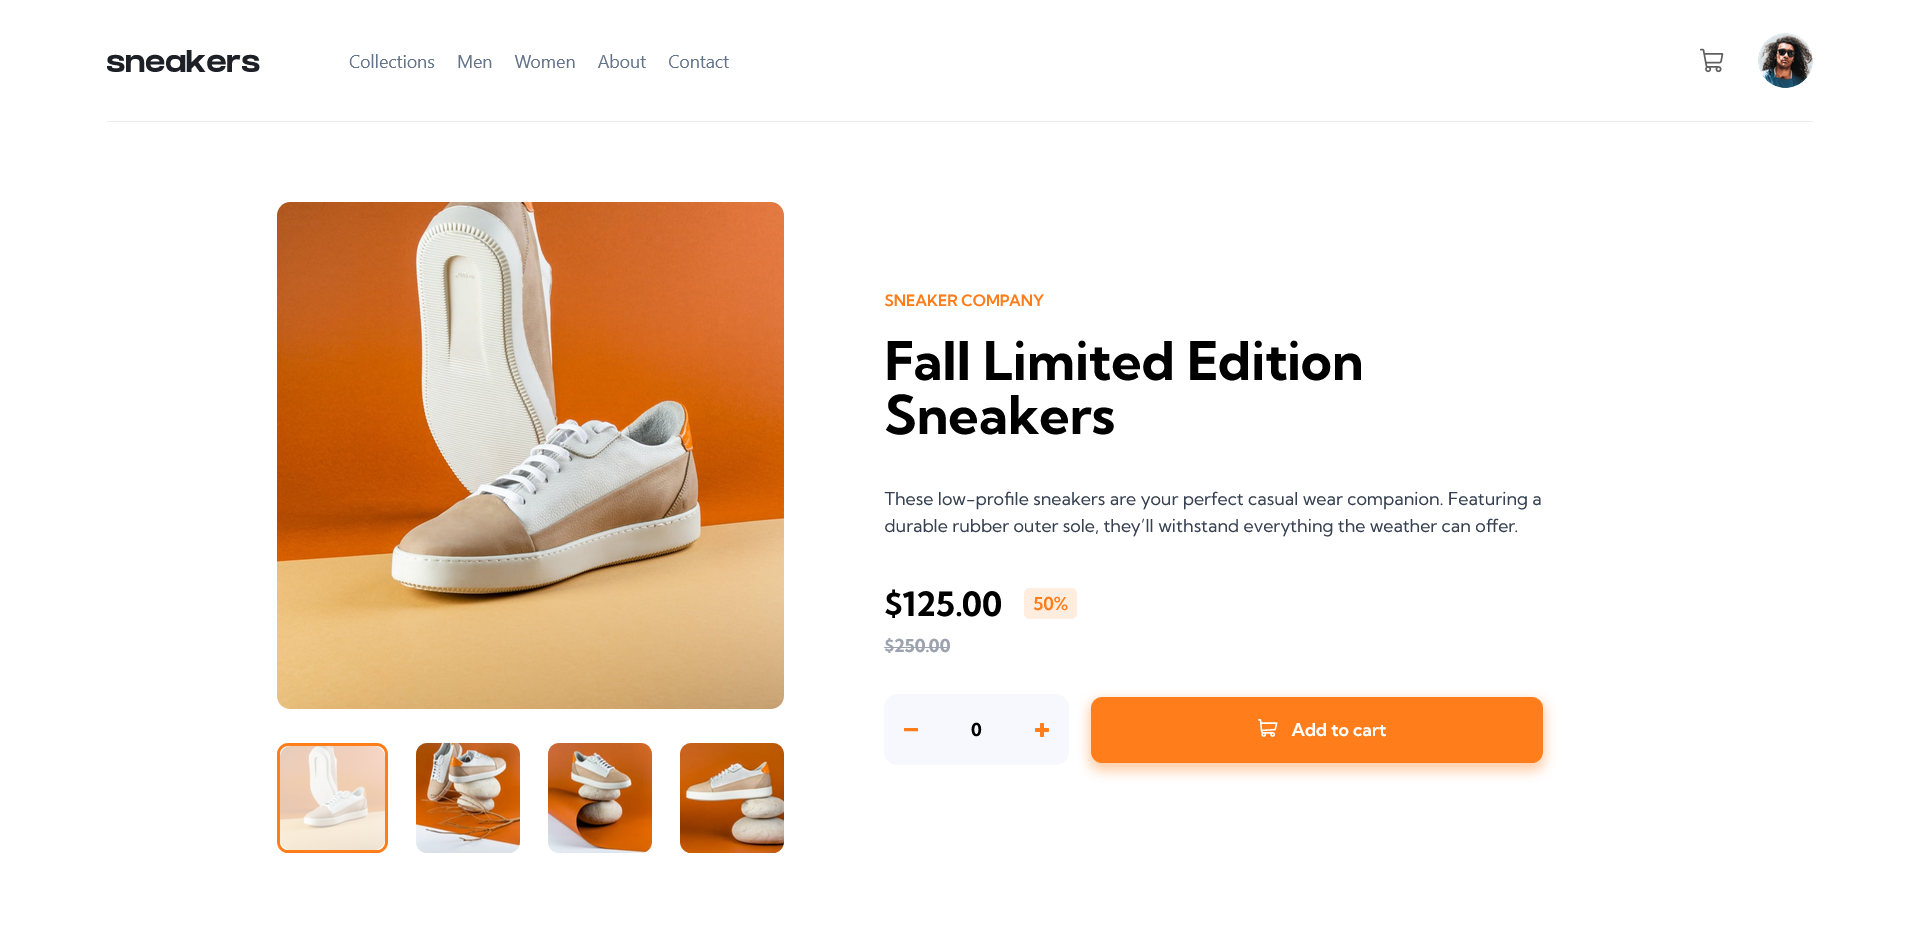 sneakers
Collections Men Women About Contact
SNEAKER COMPANY
Fall Limited Edition
Sneakers
These low-profile sneakers are your perfect casual wear companion. Featuring a
durable rubber outer sole, they’ll withstand everything the weather can offer.
$125.00 50%
$250.00
0 Add to cart